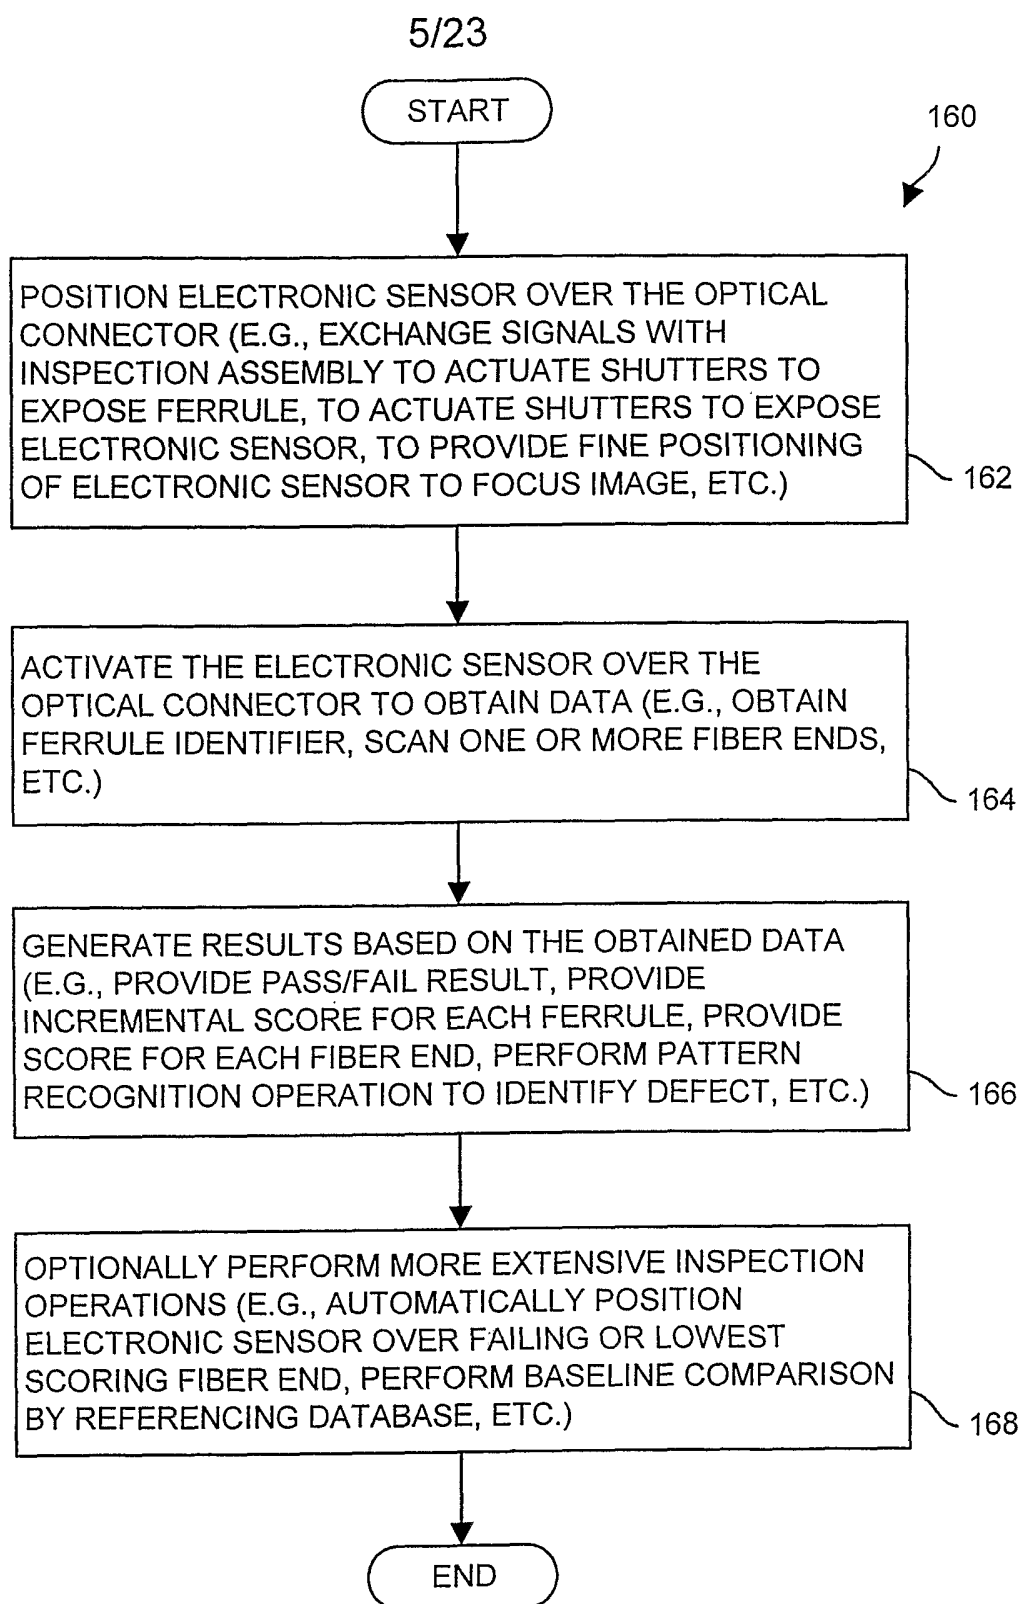 5/23
START
160
POSITION ELECTRONIC SENSOR OVER THE OPTICAL
CONNECTOR (E.G., EXCHANGE SIGNALS WITH
INSPECTION ASSEMBLY TO ACTUATE SHUTTERS TO
EXPOSE FERRULE, TO ACTUATE SHUTTERS TO EXPOSE
ELECTRONIC SENSOR, TO PROVIDE FINE POSITIONING
OF ELECTRONIC SENSOR TO FOCUS IMAGE, ETC.)
162
ACTIVATE THE ELECTRONIC SENSOR OVER THE
OPTICAL CONNECTOR TO OBTAIN DATA (E.G., OBTAIN
FERRULE IDENTIFIER, SCAN ONE OR MORE FIBER ENDS,
ETC.)
164
GENERATE RESULTS BASED ON THE OBTAINED DATA
(E.G., PROVIDE PASS/FAIL RESULT, PROVIDE
INCREMENTAL SCORE FOR EACH FERRULE, PROVIDE
SCORE FOR EACH FIBER END, PERFORM PATTERN
RECOGNITION OPERATION TO IDENTIFY DEFECT, ETC.)
166
OPTIONALLY PERFORM MORE EXTENSIVE INSPECTION
OPERATIONS (E.G., AUTOMATICALLY POSITION
ELECTRONIC SENSOR OVER FAILING OR LOWEST
SCORING FIBER END, PERFORM BASELINE COMPARISON
BY REFERENCING DATABASE, ETC.)
168
END